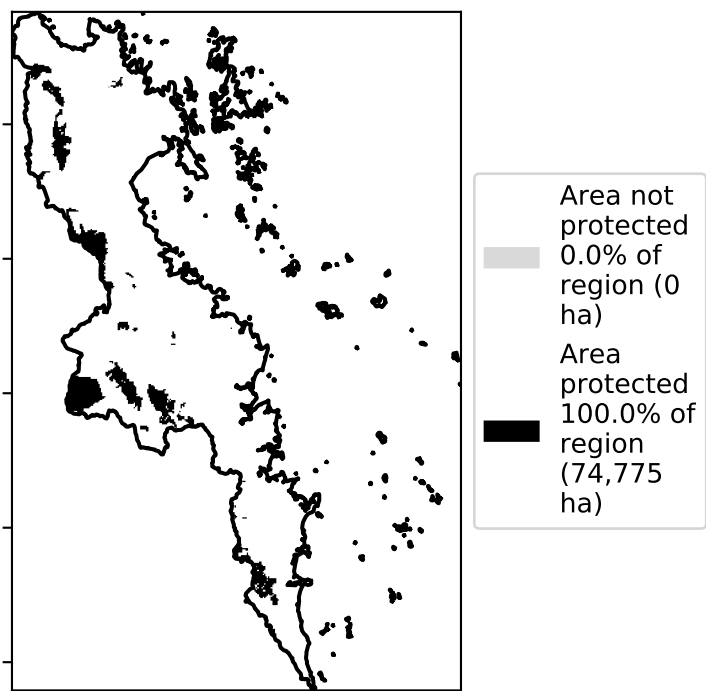 Area not
protected
0.0% of
region (0
ha)
Area
protected
100.0% of
region
(74,775
ha)